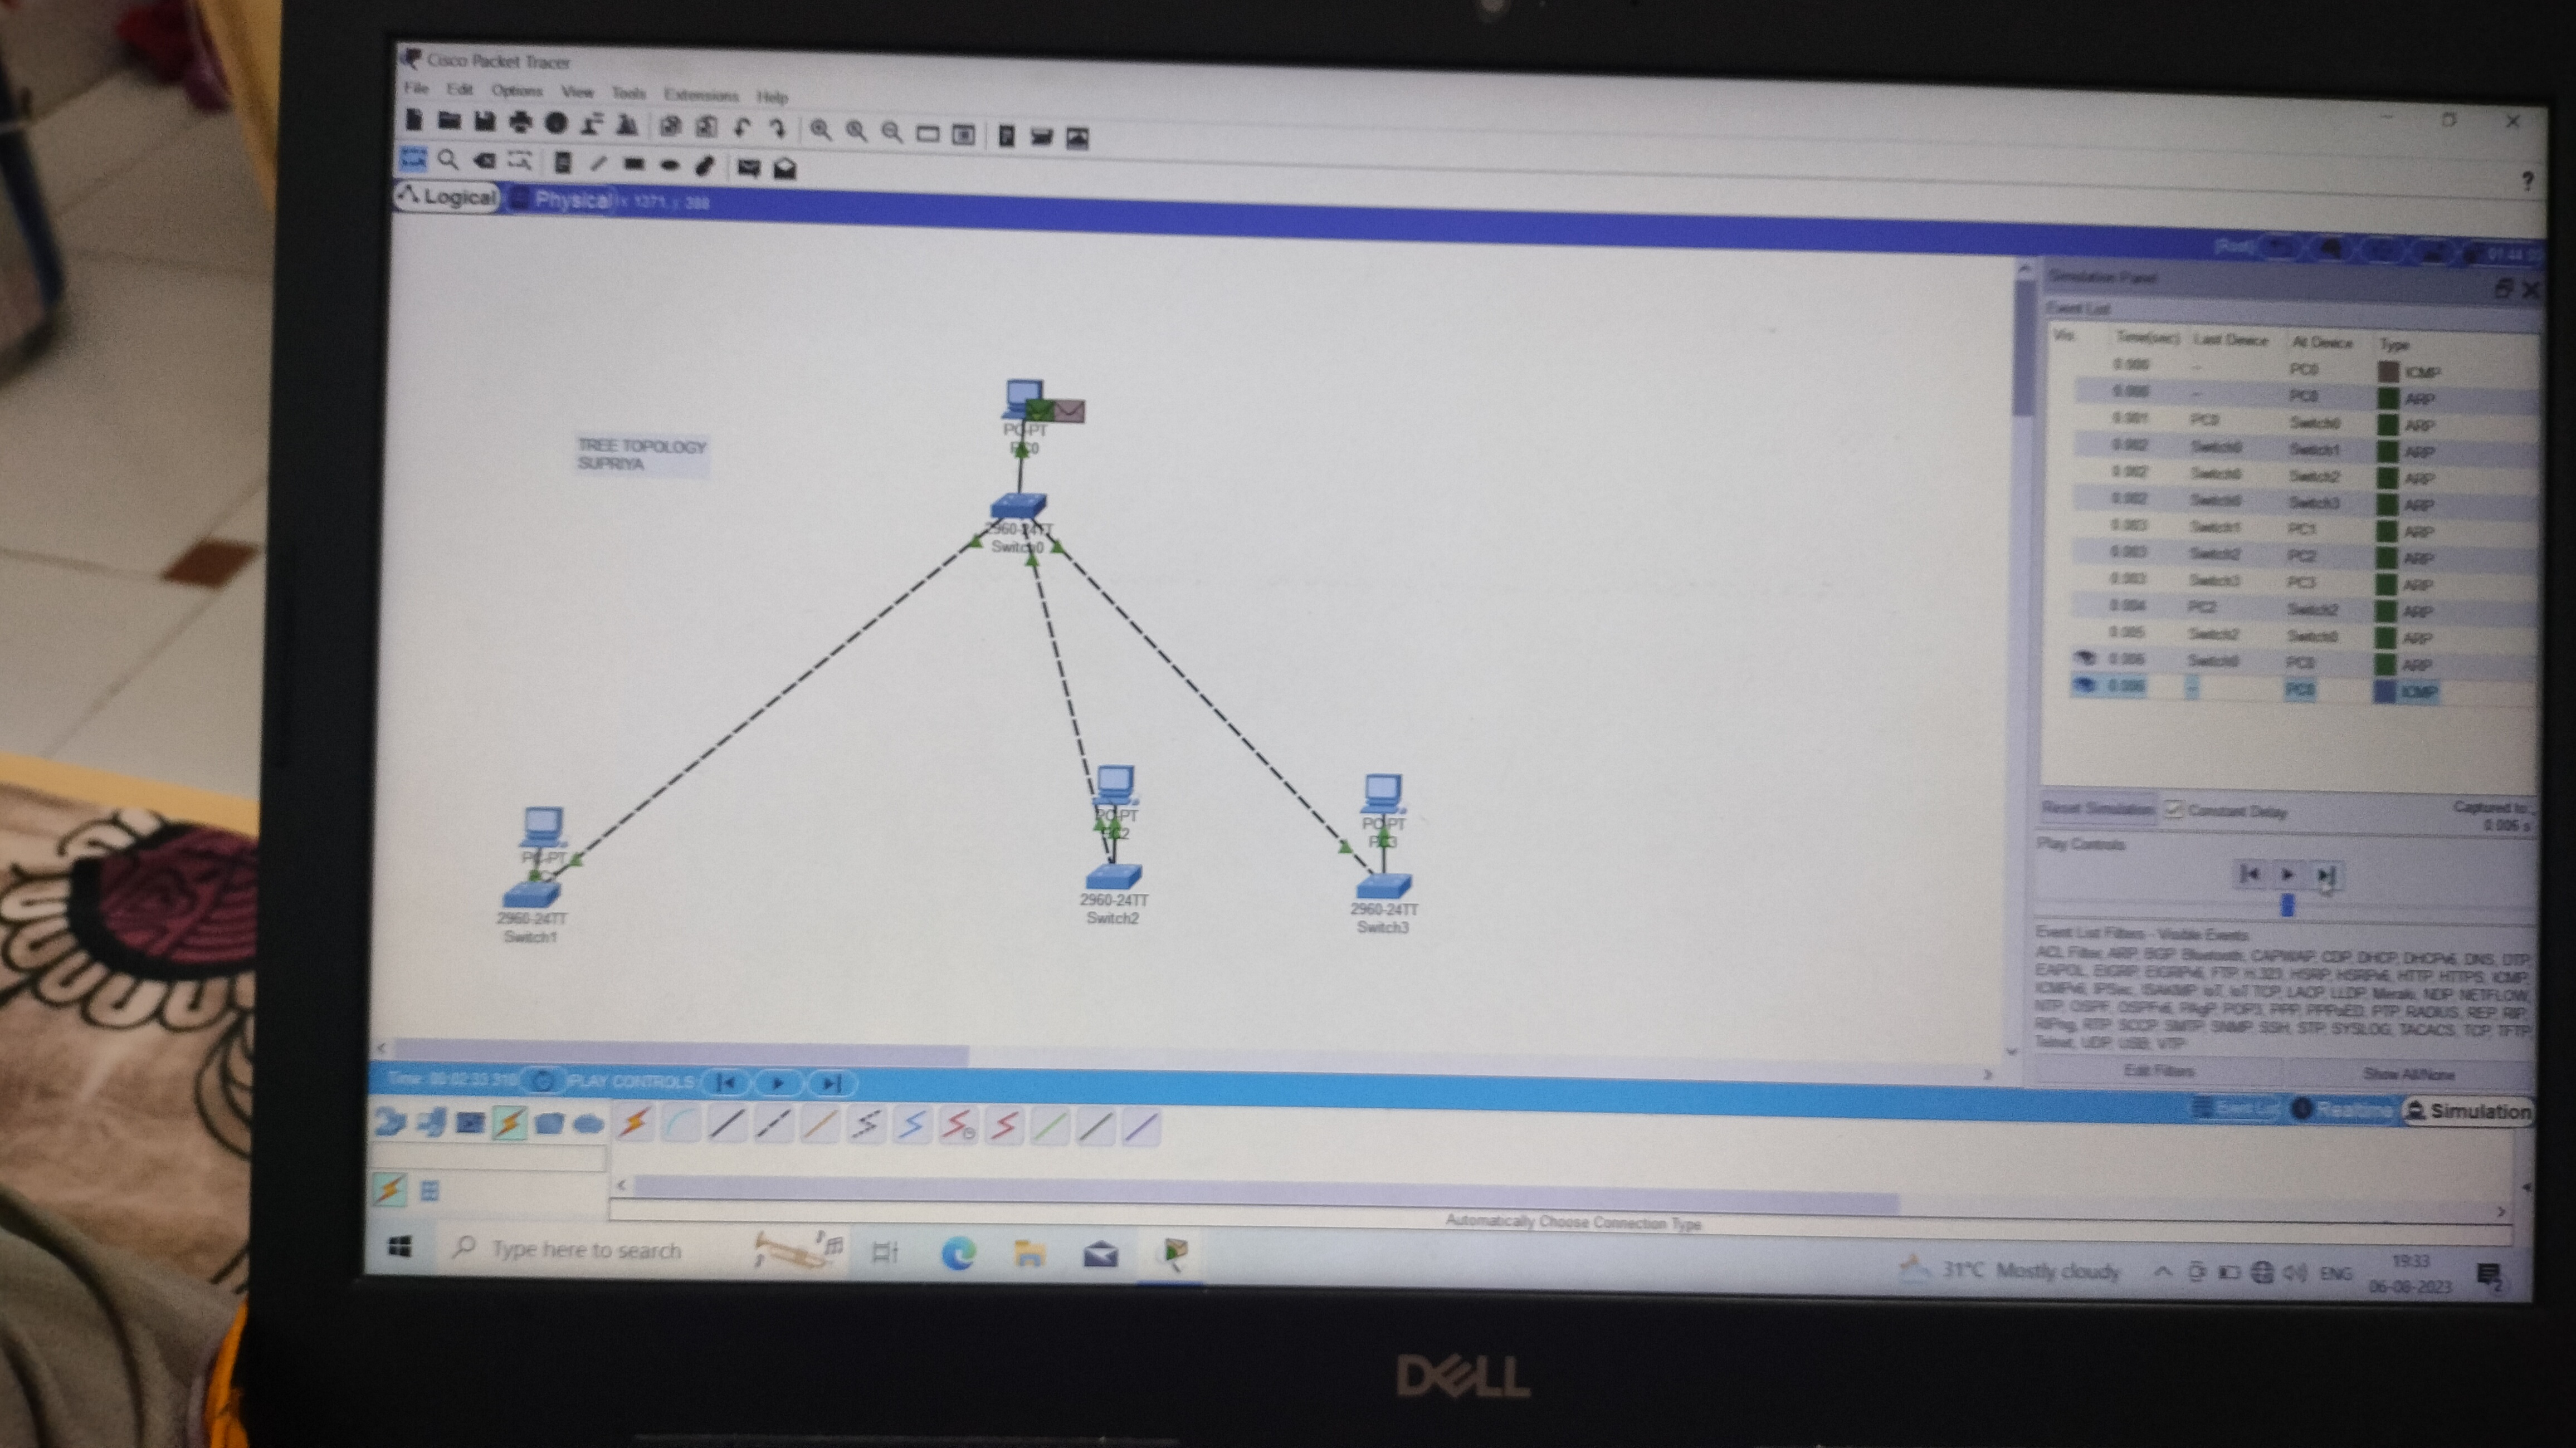 Cisco Packet Tracer
File Edit Options View Tools Extensions Help
?
Logical Physical x 1371, y 388
[Root]
Simulation Panel
Event List
Vis. Time(sec) Last Device At Device Type
0.000 -- PC0 ICMP
0.000 -- PC0 ARP
0.001 PC0 Switch0 ARP
0.002 Switch0 Switch1 ARP
0.002 Switch0 Switch2 ARP
0.002 Switch0 Switch3 ARP
0.003 Switch1 PC1 ARP
0.003 Switch2 PC2 ARP
0.003 Switch3 PC3 ARP
0.004 PC2 Switch2 ARP
0.005 Switch2 Switch0 ARP
0.006 Switch0 PC0 ARP
0.006 -- PC0 ICMP
Reset Simulation Constant Delay Captured to:
0.006 s
Play Controls
Event List Filters - Visible Events
ACL Filter, ARP, BGP, Bluetooth, CAPWAP, CDP, DHCP, DHCPv6, DNS, DTP,
EAPOL, EIGRP, EIGRPv6, FTP, H.323, HSRP, HSRPv6, HTTP, HTTPS, ICMP,
ICMPv6, IPSec, ISAKMP, IoT, IoT TCP, LACP, LLDP, Meraki, NDP, NETFLOW,
NTP, OSPF, OSPFv6, PAgP, POP3, PPP, PPPoED, PTP, RADIUS, REP, RIP,
RIPng, RTP, SCCP, SMTP, SNMP, SSH, STP, SYSLOG, TACACS, TCP, TFTP,
Telnet, UDP, USB, VTP
Edit Filters Show All/None
PC-PT
PC0
TREE TOPOLOGY
SUPRIYA
2960-24TT
Switch0
PC-PT
2960-24TT
Switch1
PC-PT
PC2
2960-24TT
Switch2
PC-PT
PC3
2960-24TT
Switch3
Time: 00:02:33.310 PLAY CONTROLS
Event List Realtime Simulation
Automatically Choose Connection Type
Type here to search
31°C Mostly cloudy ENG
19:33
06-08-2023
2
DELL